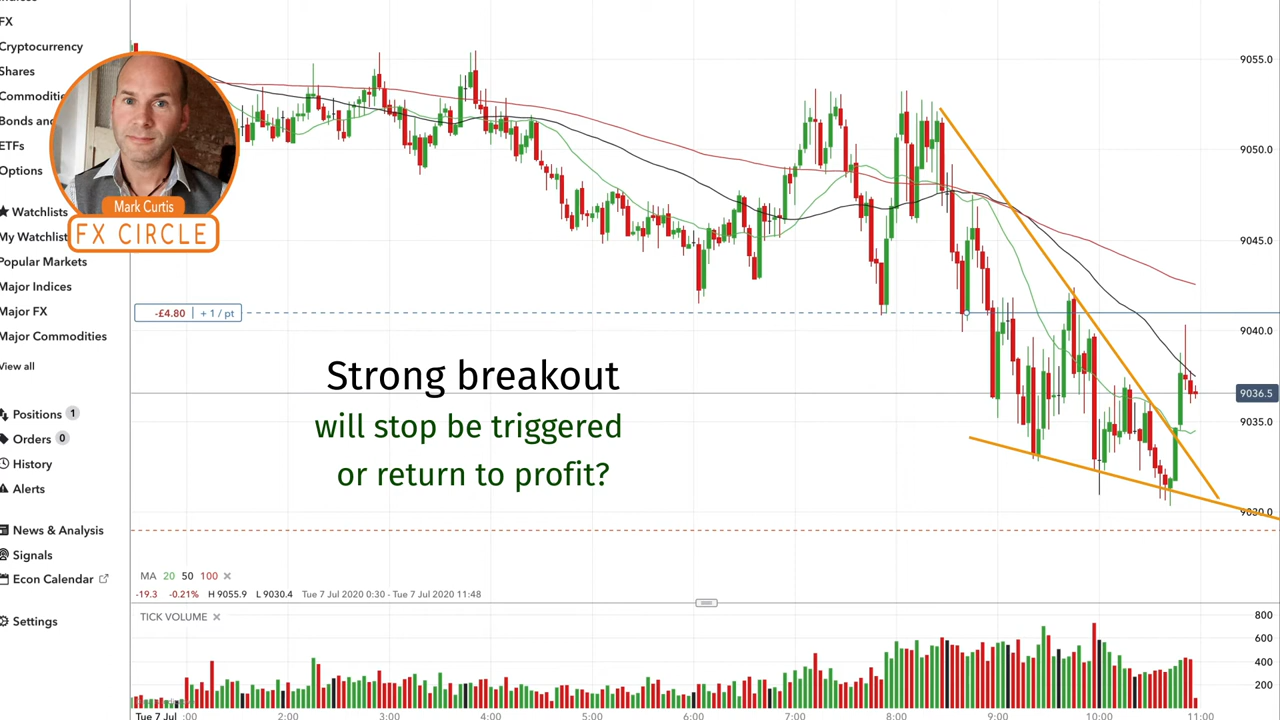 FX
Cryptocurrency
Shares
Commoditie
Bonds and
ETFs
Options
Watchlists
My Watchlist
Popular Markets
Major Indices
Major FX
Major Commodities
View all
Positions 1
Orders 0
History
Alerts
News & Analysis
Signals
Econ Calendar
Settings
Mark Curtis
FX CIRCLE
-£4.80 + 1 / pt
Strong breakout
will stop be triggered
or return to profit?
9055.0
9050.0
9045.0
9040.0
9036.5
9035.0
9030.0
MA 20 50 100
-19.3 -0.21% H 9055.9 L 9030.4 Tue 7 Jul 2020 0:30 - Tue 7 Jul 2020 11:48
TICK VOLUME
800
600
400
200
Tue 7 Jul :00 2:00 3:00 4:00 5:00 6:00 7:00 8:00 9:00 10:00 11:00